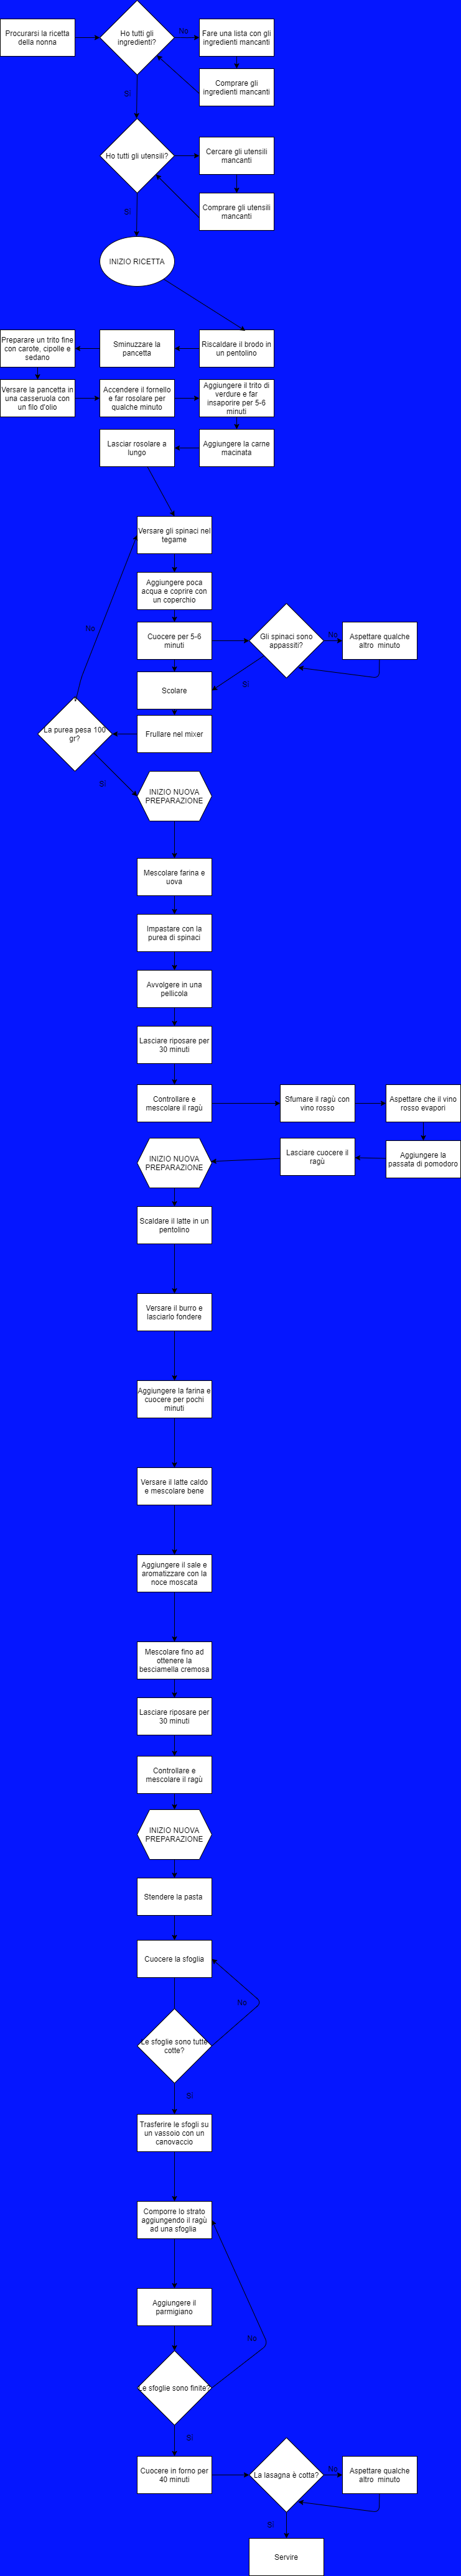 Procurarsi la ricetta
della nonna
Ho tutti gli
ingredienti?
No
Fare una lista con gli
ingredienti mancanti
Comprare gli
ingredienti mancanti
Sì
Ho tutti gli utensili?
Cercare gli utensili
mancanti
Comprare gli utensili
mancanti
Sì
INIZIO RICETTA
Riscaldare il brodo in
un pentolino
Sminuzzare la
pancetta
Preparare un trito fine
con carote, cipolle e
sedano
Versare la pancetta in
una casseruola con
un filo d'olio
Accendere il fornello
e far rosolare per
qualche minuto
Aggiungere il trito di
verdure e far
insaporire per 5-6
minuti
Aggiungere la carne
macinata
Lasciar rosolare a
lungo
Versare gli spinaci nel
tegame
Aggiungere poca
acqua e coprire con
un coperchio
Cuocere per 5-6
minuti
Gli spinaci sono
appassiti?
No
Aspettare qualche
altro minuto
Sì
Scolare
Frullare nel mixer
La purea pesa 100
gr?
No
Sì
INIZIO NUOVA
PREPARAZIONE
Mescolare farina e
uova
Impastare con la
purea di spinaci
Avvolgere in una
pellicola
Lasciare riposare per
30 minuti
Controllare e
mescolare il ragù
Sfumare il ragù con
vino rosso
Aspettare che il vino
rosso evapori
Aggiungere la
passata di pomodoro
Lasciare cuocere il
ragù
INIZIO NUOVA
PREPARAZIONE
Scaldare il latte in un
pentolino
Versare il burro e
lasciarlo fondere
Aggiungere la farina e
cuocere per pochi
minuti
Versare il latte caldo
e mescolare bene
Aggiungere il sale e
aromatizzare con la
noce moscata
Mescolare fino ad
ottenere la
besciamella cremosa
Lasciare riposare per
30 minuti
Controllare e
mescolare il ragù
INIZIO NUOVA
PREPARAZIONE
Stendere la pasta
Cuocere la sfoglia
No
Le sfoglie sono tutte
cotte?
Sì
Trasferire le sfogli su
un vassoio con un
canovaccio
Comporre lo strato
aggiungendo il ragù
ad una sfoglia
Aggiungere il
parmigiano
No
Le sfoglie sono finite?
Sì
Cuocere in forno per
40 minuti
La lasagna è cotta?
No
Aspettare qualche
altro minuto
Sì
Servire